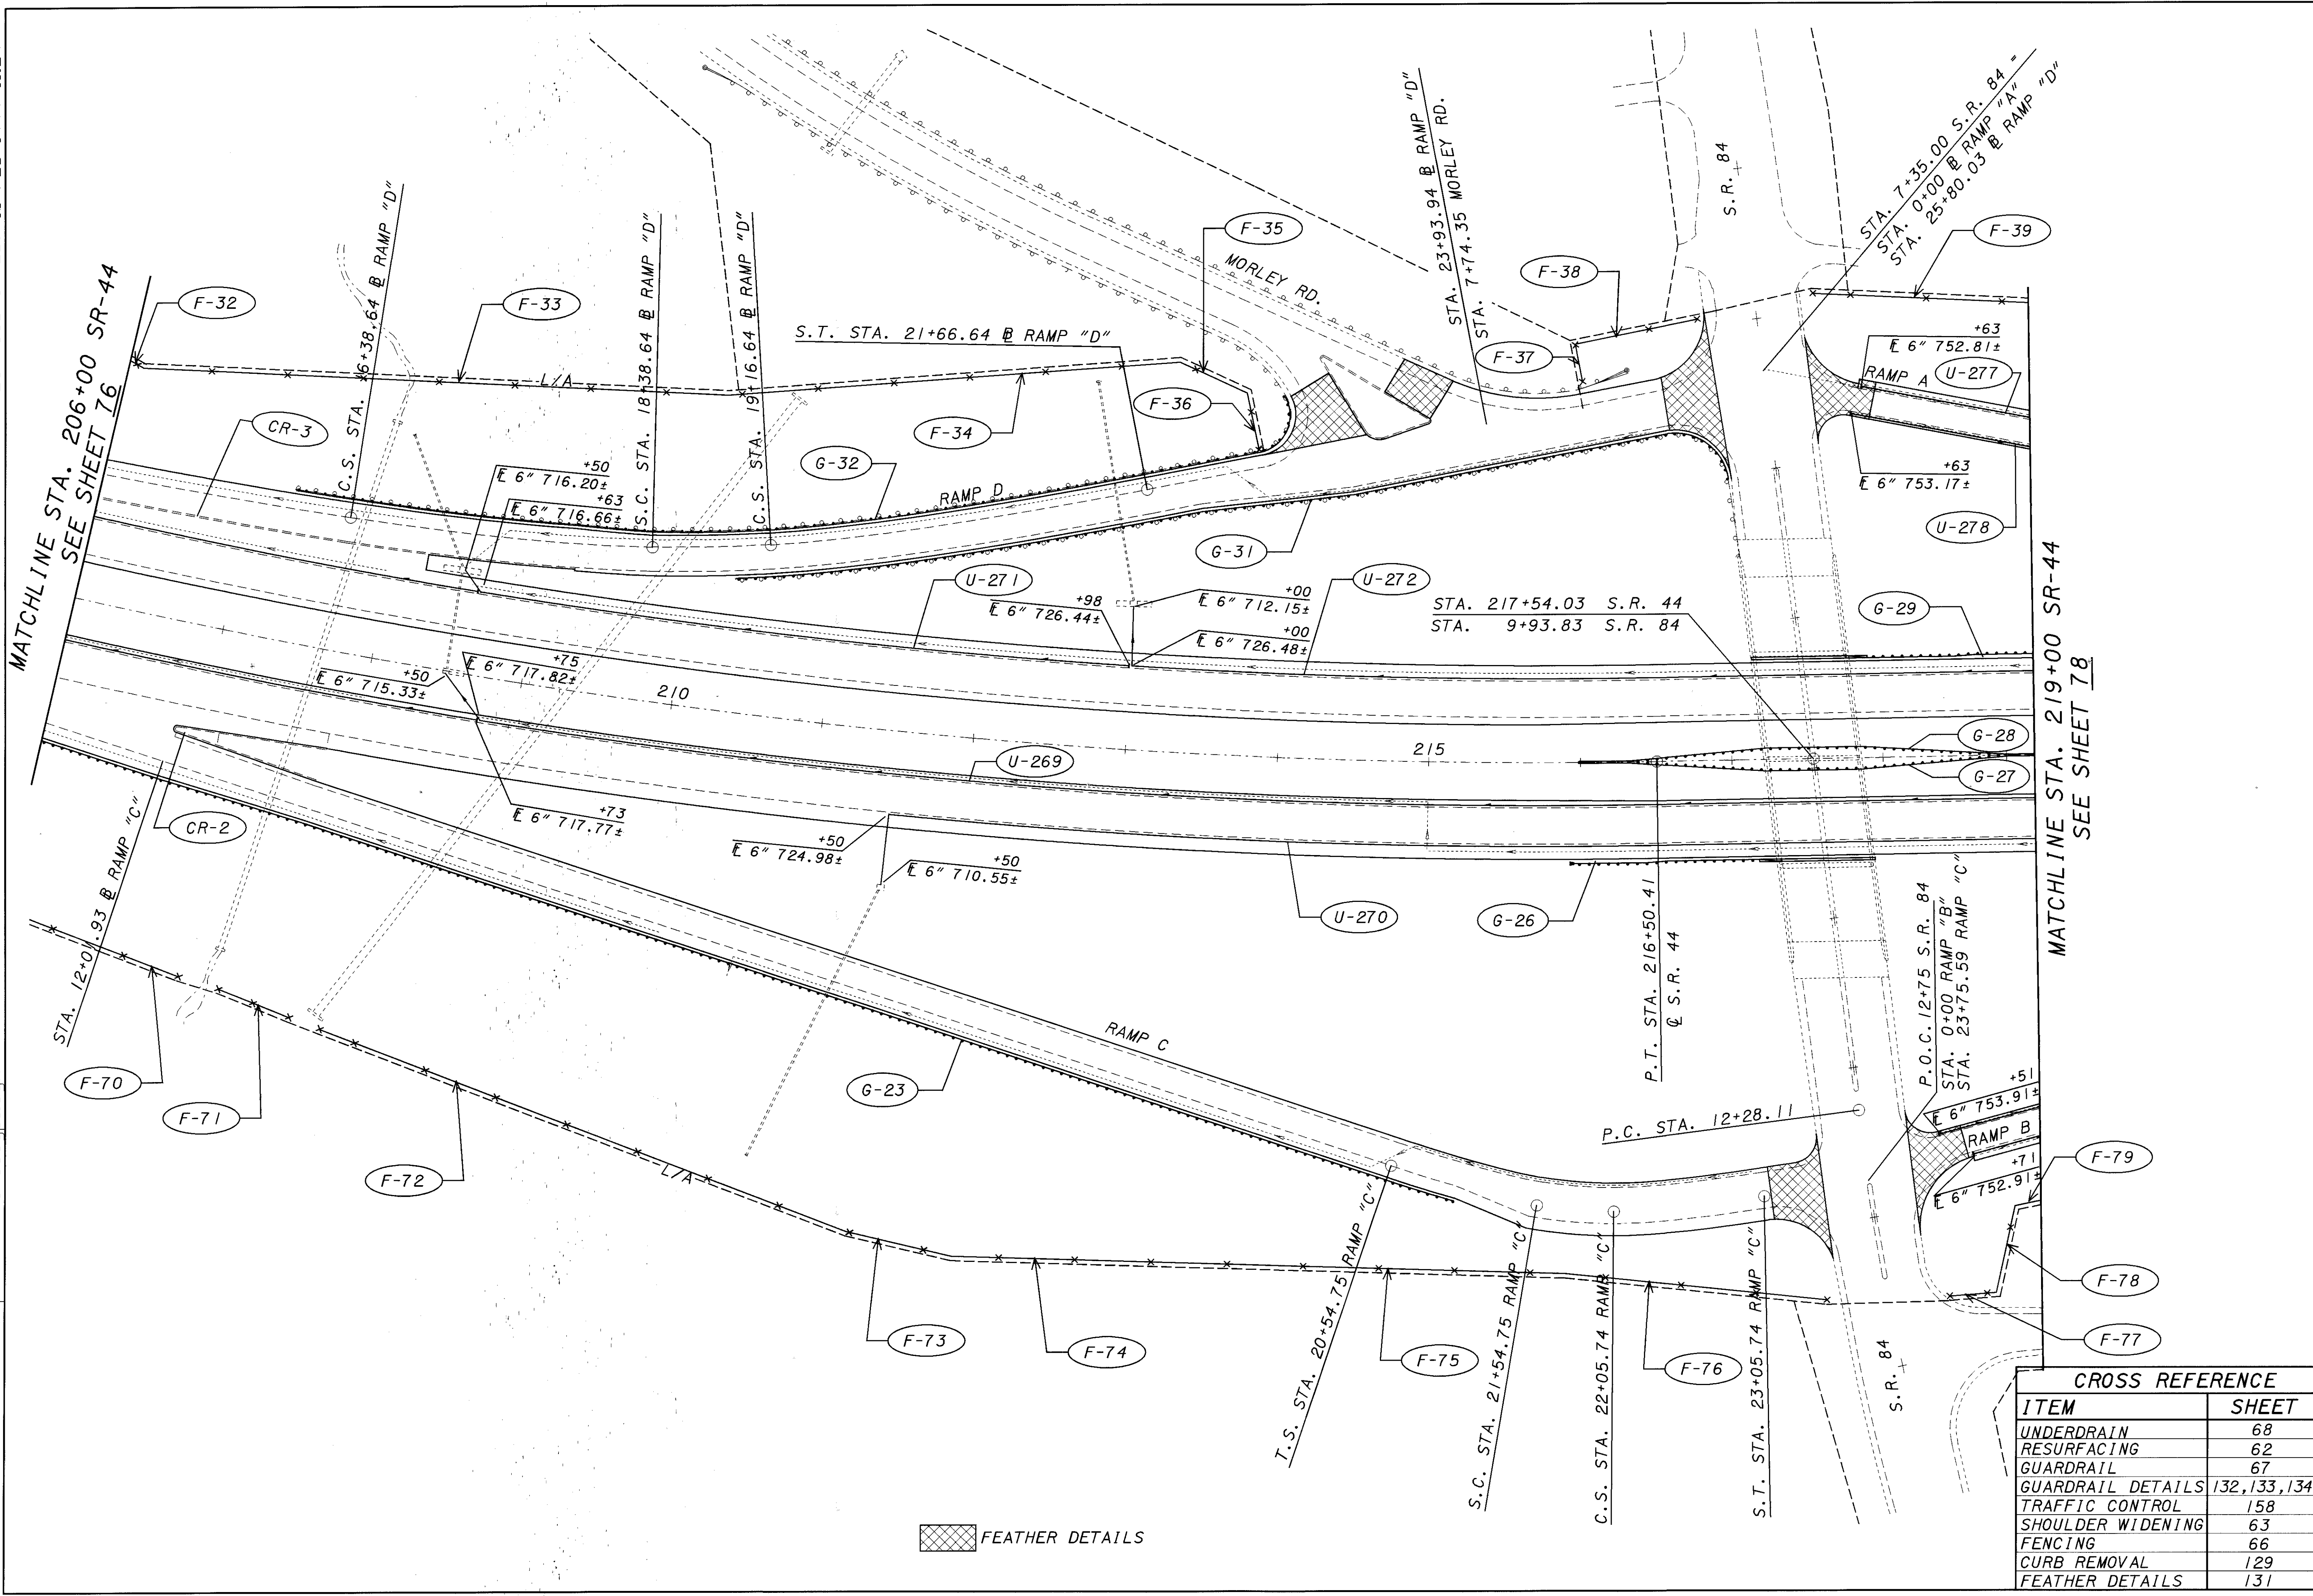 MATCHLINE STA. 206+00 SR-44
SEE SHEET 76
F-32
F-33
L/A
CR-3
C.S. STA. 16+38.64 ⅊ RAMP "D"
S.C. STA. 18+38.64 ⅊ RAMP "D"
C.S. STA. 19+16.64 ⅊ RAMP "D"
S.T. STA. 21+66.64 ⅊ RAMP "D"
F-34
F-35
F-36
MORLEY RD.
STA. 23+93.94 ⅊ RAMP "D"
STA. 7+74.35 MORLEY RD.
F-37
F-38
S.R. 84
STA. 7+35.00 S.R. 84 =
STA. 0+00 ⅊ RAMP "A"
STA. 25+80.03 ⅊ RAMP "D"
F-39
+63
℄ 6" 752.81±
RAMP A
U-277
+63
℄ 6" 753.17±
U-278
+50
℄ 6" 716.20±
+63
℄ 6" 716.66±
G-32
RAMP D
G-31
U-271
+98
℄ 6" 726.44±
+00
℄ 6" 712.15±
+00
℄ 6" 726.48±
U-272
STA. 217+54.03 S.R. 44
STA. 9+93.83 S.R. 84
G-29
MATCHLINE STA. 219+00 SR-44
SEE SHEET 78
+50
℄ 6" 715.33±
+75
℄ 6" 717.82±
210
215
G-28
G-27
U-269
STA. 12+01.93 ⅊ RAMP "C"
CR-2
+73
℄ 6" 717.77±
+50
℄ 6" 724.98±
+50
℄ 6" 710.55±
U-270
G-26
P.T. STA. 216+50.41
℄ S.R. 44
P.O.C. 12+75 S.R. 84
STA. 0+00 RAMP "B"
STA. 23+75.59 RAMP "C"
F-70
F-71
F-72
L/A
G-23
RAMP C
P.C. STA. 12+28.11
+51
℄ 6" 753.91±
RAMP B
+71
℄ 6" 752.91±
F-79
F-78
F-77
F-73
F-74
T.S. STA. 20+54.75 RAMP "C"
F-75
S.C. STA. 21+54.75 RAMP "C"
C.S. STA. 22+05.74 RAMP "C"
F-76
S.T. STA. 23+05.74 RAMP "C"
S.R. 84
FEATHER DETAILS
CROSS REFERENCE
ITEM SHEET
UNDERDRAIN 68
RESURFACING 62
GUARDRAIL 67
GUARDRAIL DETAILS 132,133,134
TRAFFIC CONTROL 158
SHOULDER WIDENING 63
FENCING 66
CURB REMOVAL 129
FEATHER DETAILS 131